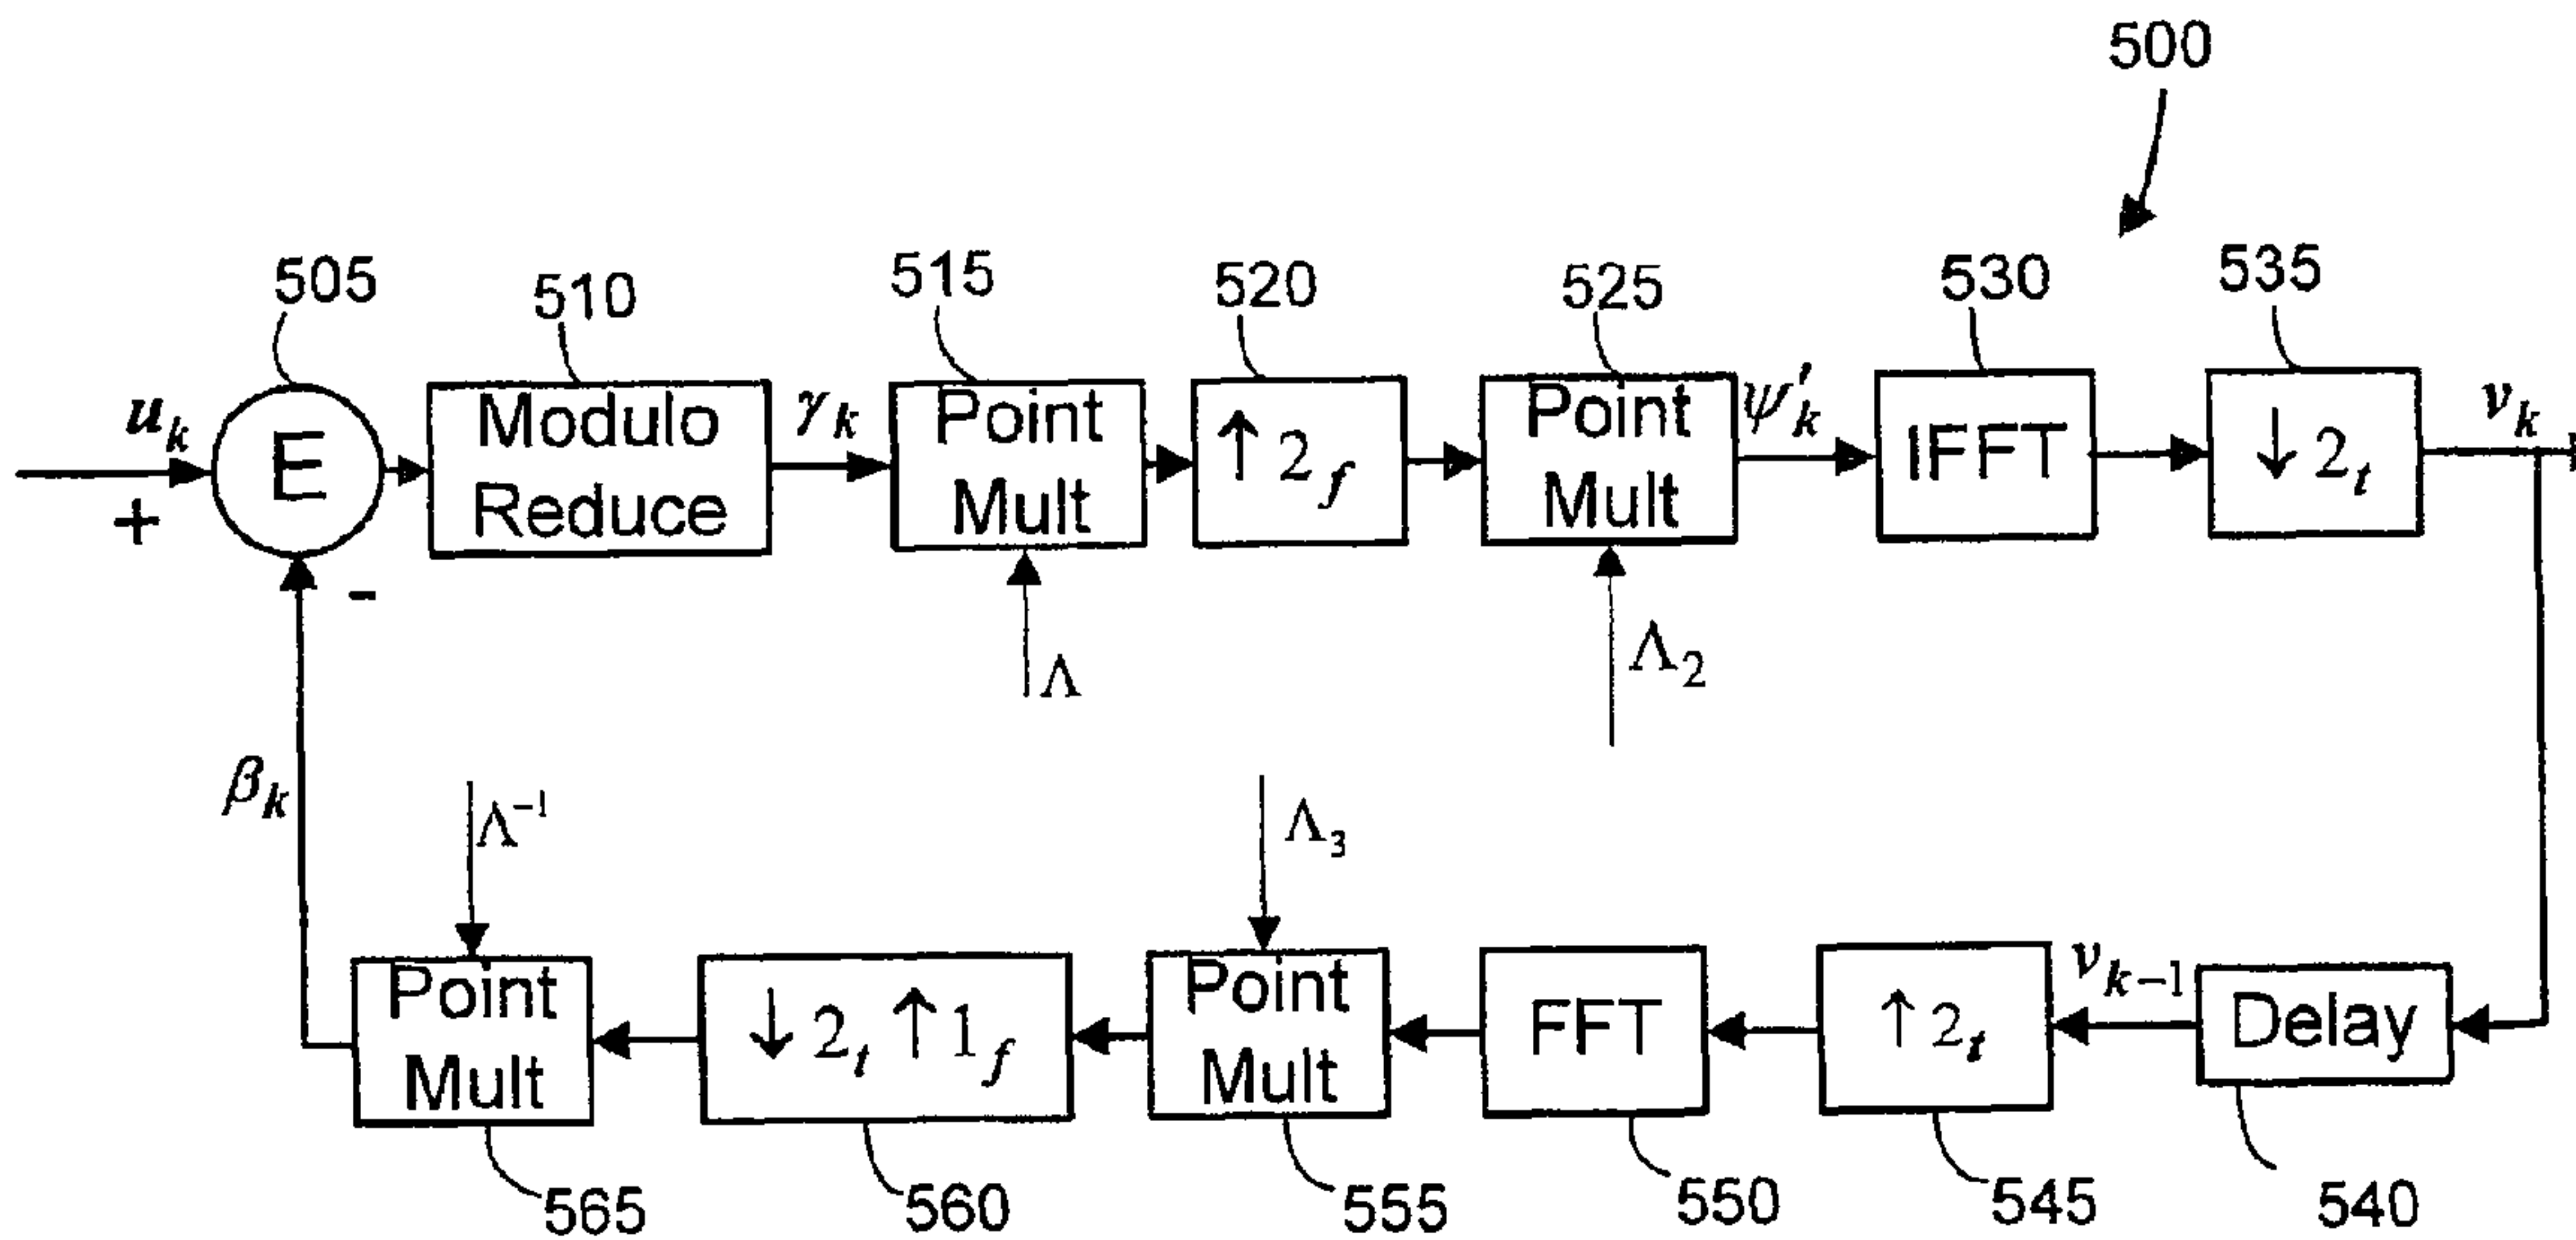 500
505
510
515
520
525
530
535
u_k
+
E
-
Modulo
Reduce
γ_k
Point
Mult
Λ
↑ 2_f
Point
Mult
Λ_2
ψ'_k
IFFT
↓ 2_t
v_k
β_k
Λ^{-1}
Point
Mult
↓ 2_t ↑ 1_f
Λ_3
Point
Mult
FFT
↑ 2_t
v_{k-1}
Delay
565
560
555
550
545
540